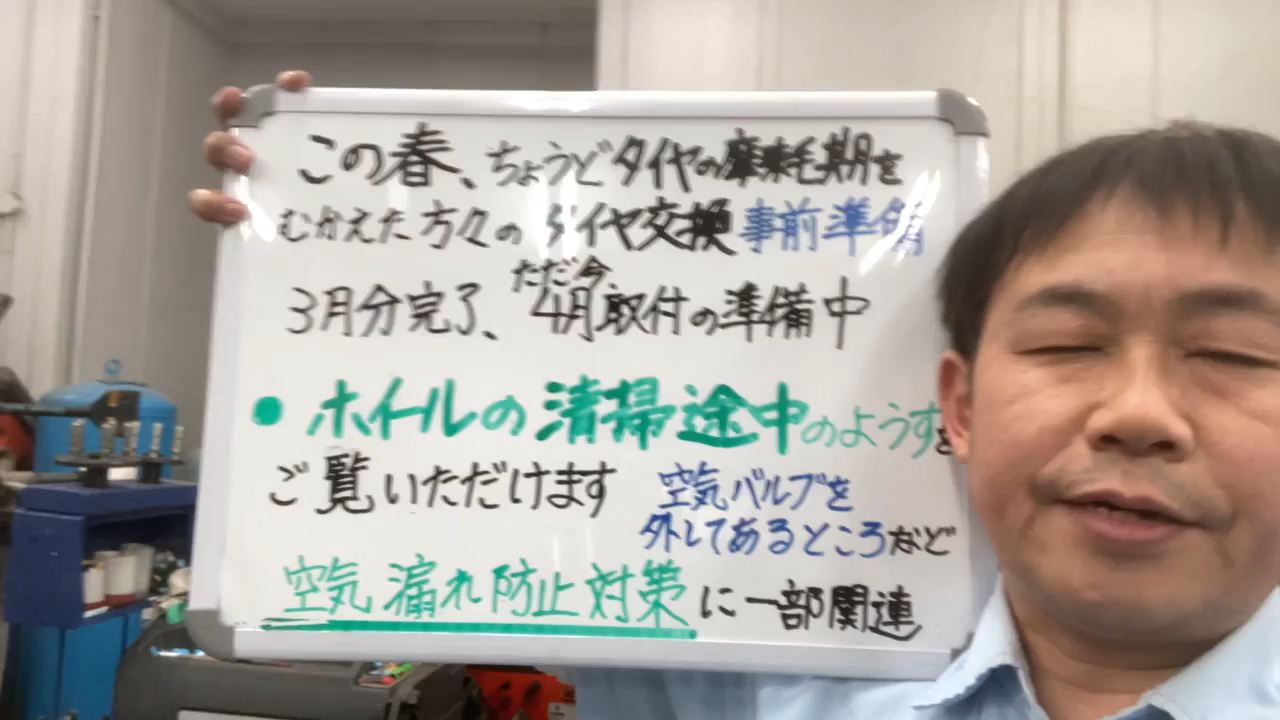 この春、ちょうどタイヤの摩耗期を
むかえた方々のタイヤ交換事前準備
ただ今、
3月分完了、4月取付の準備中
● ホイールの清掃途中のようすを
ご覧いただけます
空気バルブを
外してあるところなど
空気漏れ防止対策に一部関連